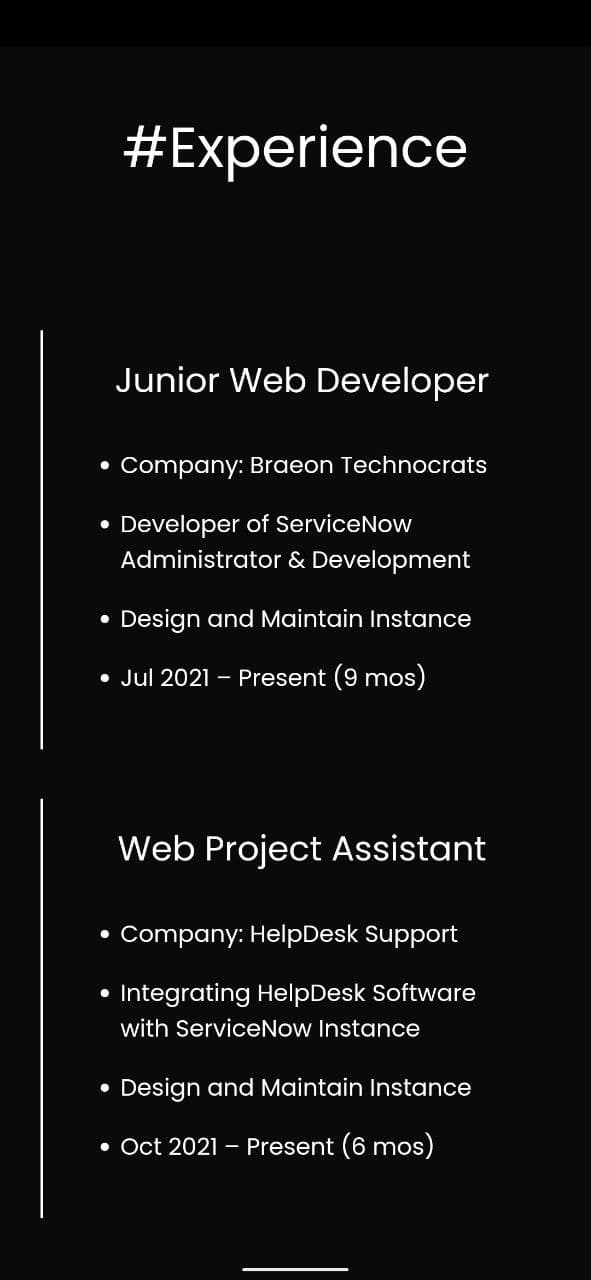 #Experience
Junior Web Developer
• Company: Braeon Technocrats
• Developer of ServiceNow
Administrator & Development
• Design and Maintain Instance
• Jul 2021 – Present (9 mos)
Web Project Assistant
• Company: HelpDesk Support
• Integrating HelpDesk Software
with ServiceNow Instance
• Design and Maintain Instance
• Oct 2021 – Present (6 mos)